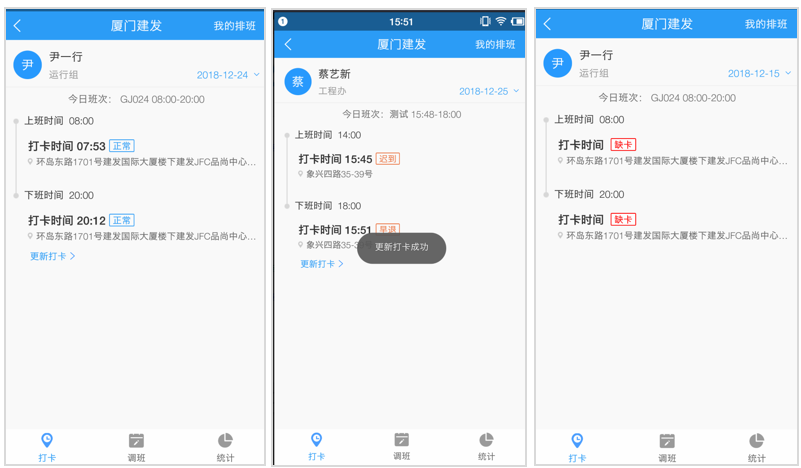 厦门建发
我的排班
尹
尹一行
运行组
2018-12-24
今日班次： GJ024 08:00-20:00
上班时间 08:00
打卡时间 07:53 正常
环岛东路1701号建发国际大厦楼下建发JFC品尚中心...
下班时间 20:00
打卡时间 20:12 正常
环岛东路1701号建发国际大厦楼下建发JFC品尚中心...
更新打卡
打卡
调班
统计
1
15:51
厦门建发
我的排班
蔡
蔡艺新
工程办
2018-12-25
今日班次：测试 15:48-18:00
上班时间 14:00
打卡时间 15:45 迟到
象兴四路35-39号
下班时间 18:00
打卡时间 15:51 早退
象兴四路35-
更新打卡成功
更新打卡
打卡
调班
统计
厦门建发
我的排班
尹
尹一行
运行组
2018-12-15
今日班次： GJ024 08:00-20:00
上班时间 08:00
打卡时间 缺卡
环岛东路1701号建发国际大厦楼下建发JFC品尚中心...
下班时间 20:00
打卡时间 缺卡
环岛东路1701号建发国际大厦楼下建发JFC品尚中心...
打卡
调班
统计